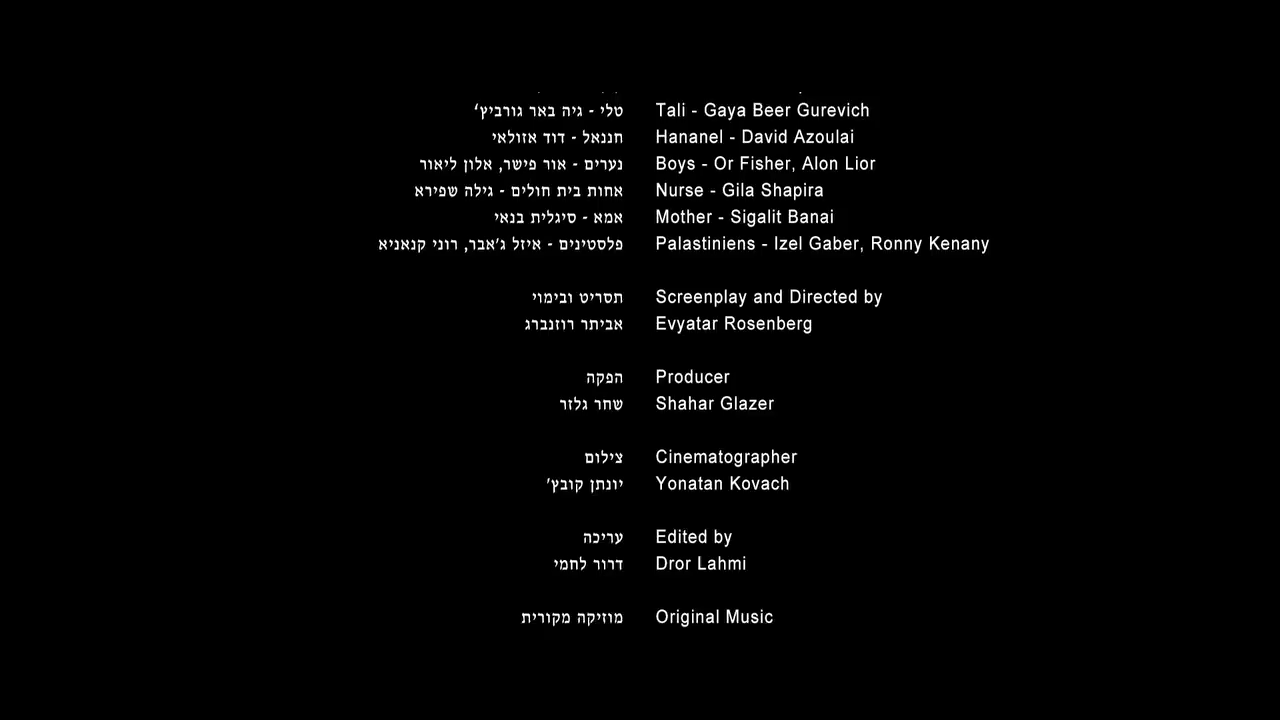 טלי - גיה באר גורביץ' Tali - Gaya Beer Gurevich
חננאל - דוד אזולאי Hananel - David Azoulai
נערים - אור פישר, אלון ליאור Boys - Or Fisher, Alon Lior
אחות בית חולים - גילה שפירא Nurse - Gila Shapira
אמא - סיגלית בנאי Mother - Sigalit Banai
פלסטינים - איזל ג'אבר, רוני קנאניא Palastiniens - Izel Gaber, Ronny Kenany
תסריט ובימוי Screenplay and Directed by
אביתר רוזנברג Evyatar Rosenberg
הפקה Producer
שחר גלזר Shahar Glazer
צילום Cinematographer
יונתן קובץ' Yonatan Kovach
עריכה Edited by
דרור לחמי Dror Lahmi
מוזיקה מקורית Original Music